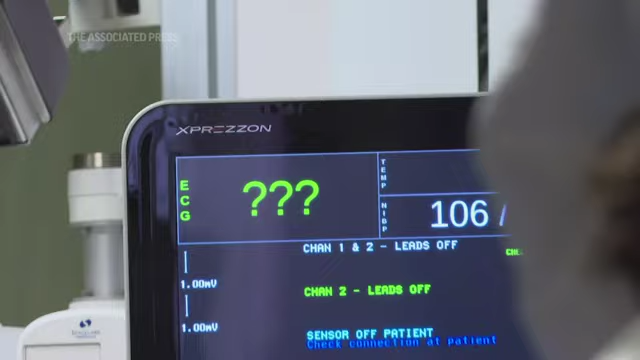 THE ASSOCIATED PRESS
XPREZZON
ECG
???
TEMP
NIBP
106 /
CHAN 1 & 2 - LEADS OFF
1.00mV
CHAN 2 - LEADS OFF
1.00mV
SENSOR OFF PATIENT
Check connection at patient